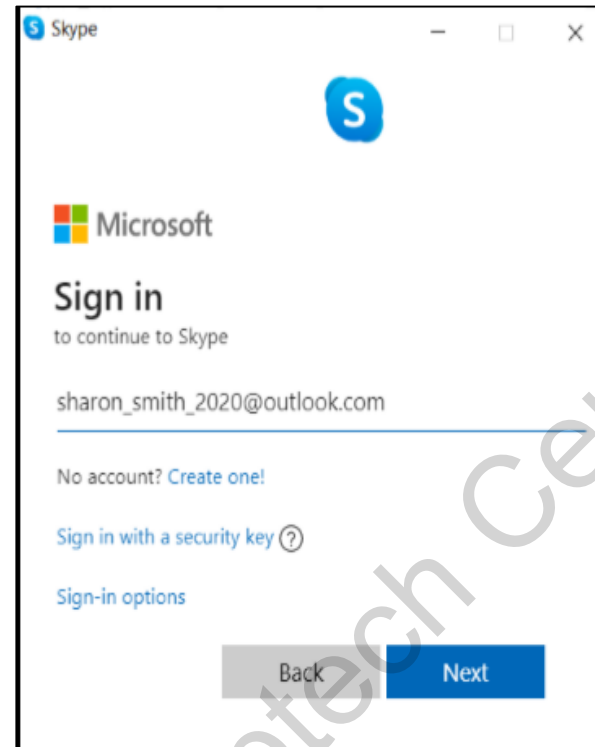 Skype
S
Microsoft
Sign in
to continue to Skype
sharon_smith_2020@outlook.com
No account? Create one!
Sign in with a security key
Sign-in options
Back Next